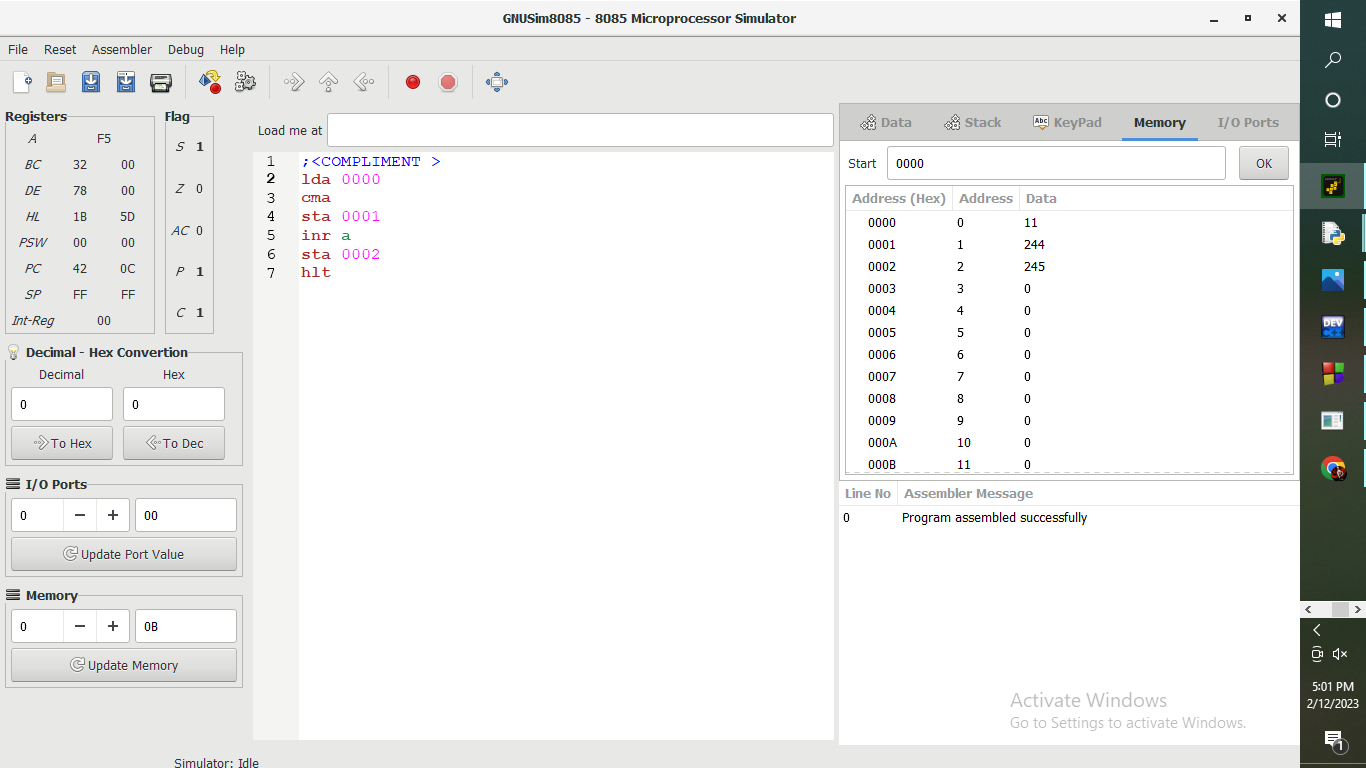 GNUSim8085 - 8085 Microprocessor Simulator
File Reset Assembler Debug Help
Registers
A F5
BC 32 00
DE 78 00
HL 1B 5D
PSW 00 00
PC 42 0C
SP FF FF
Int-Reg 00
Flag
S 1
Z 0
AC 0
P 1
C 1
Decimal - Hex Convertion
Decimal Hex
0 0
To Hex To Dec
I/O Ports
0 − + 00
Update Port Value
Memory
0 − + 0B
Update Memory
Load me at
1 ;<COMPLIMENT >
2 lda 0000
3 cma
4 sta 0001
5 inr a
6 sta 0002
7 hlt
Data Stack Abc KeyPad Memory I/O Ports
Start 0000 OK
Address (Hex) Address Data
0000 0 11
0001 1 244
0002 2 245
0003 3 0
0004 4 0
0005 5 0
0006 6 0
0007 7 0
0008 8 0
0009 9 0
000A 10 0
000B 11 0
Line No Assembler Message
0 Program assembled successfully
Activate Windows
Go to Settings to activate Windows.
Simulator: Idle
DEV
C++
5:01 PM
2/12/2023
1